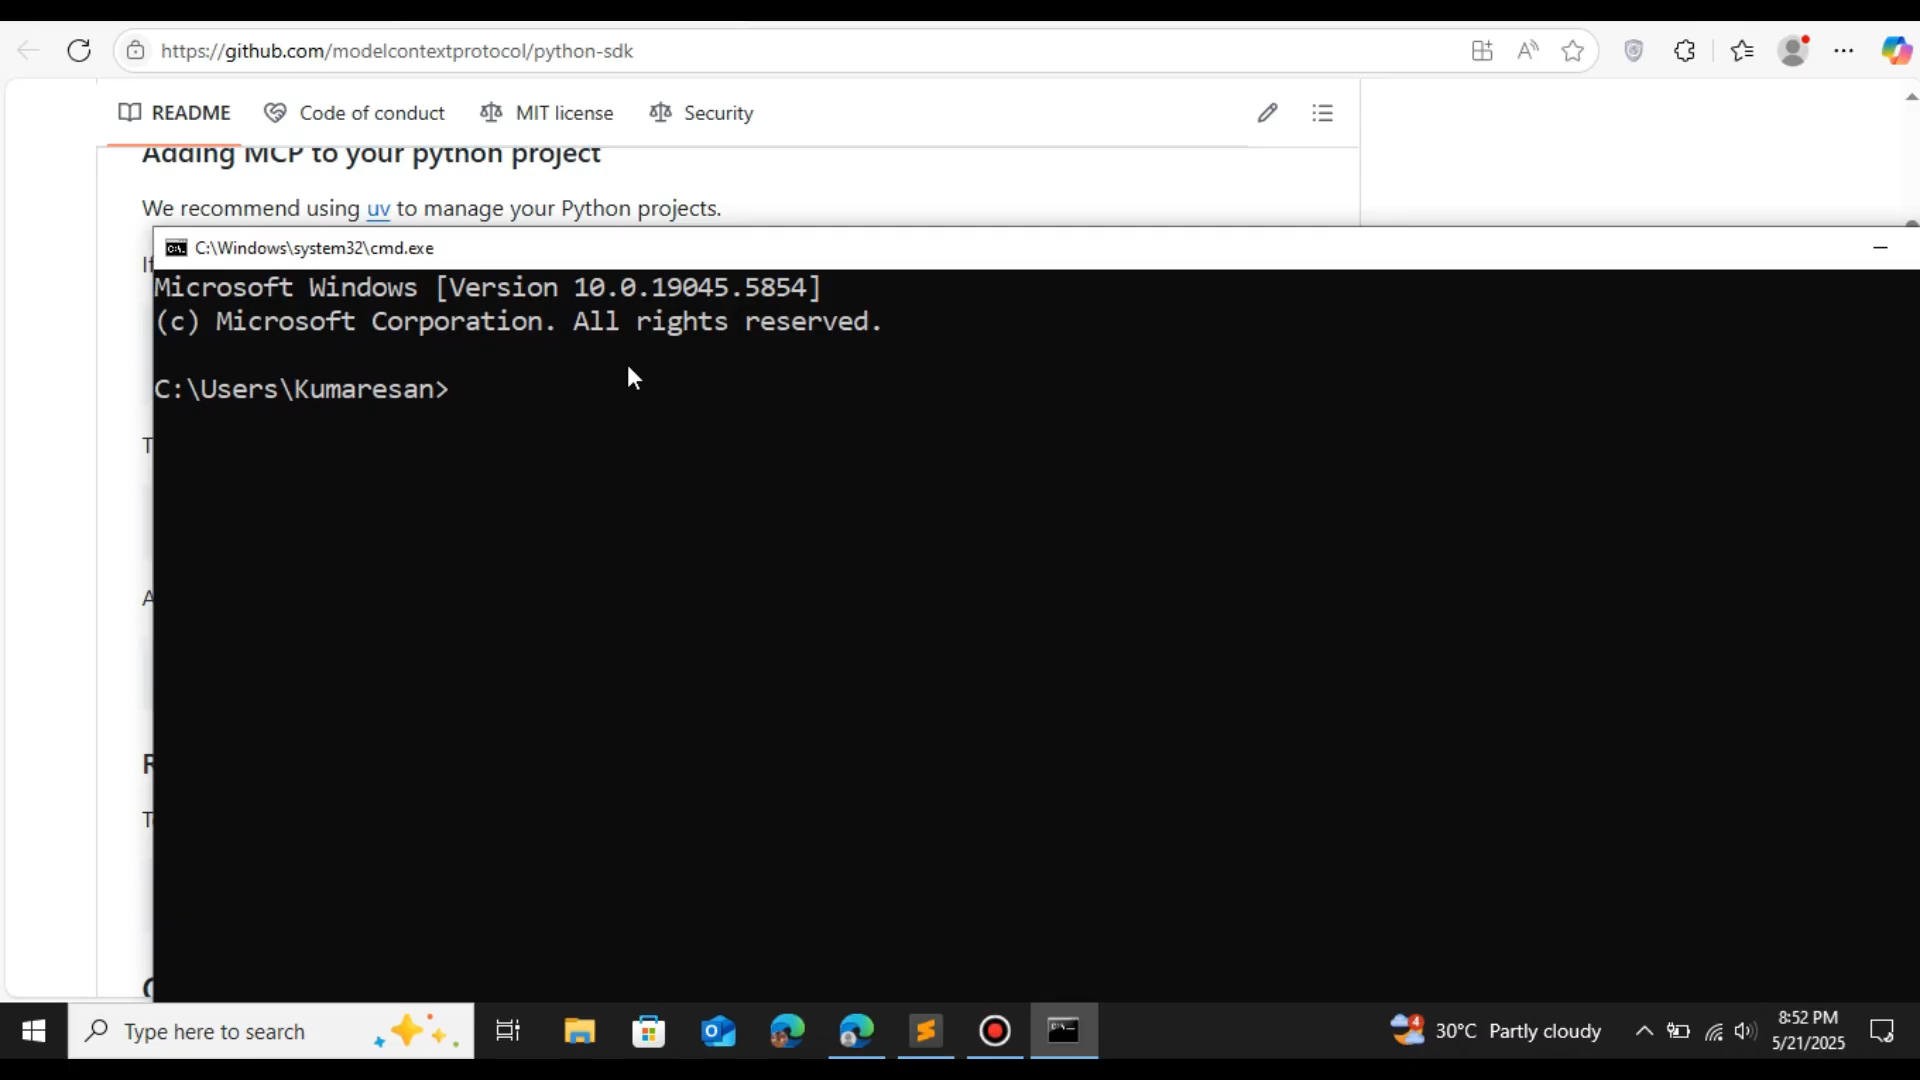 https://github.com/modelcontextprotocol/python-sdk
README
Code of conduct
MIT license
Security
Adding MCP to your python project
We recommend using uv to manage your Python projects.
C:\Windows\system32\cmd.exe
Microsoft Windows [Version 10.0.19045.5854]
(c) Microsoft Corporation. All rights reserved.
C:\Users\Kumaresan>
Type here to search
30°C Partly cloudy
8:52 PM
5/21/2025